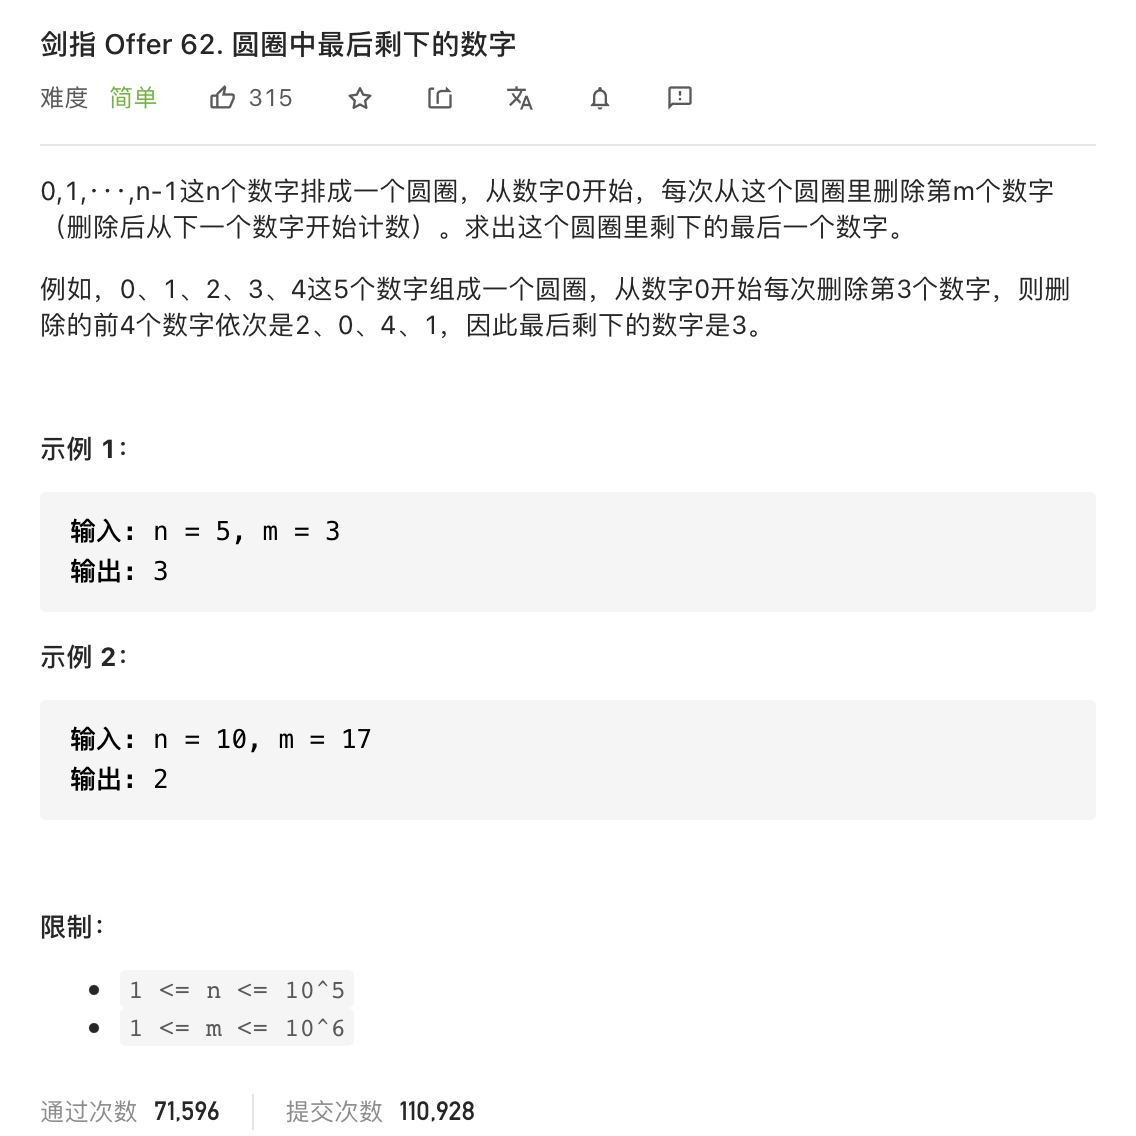 剑指 Offer 62. 圆圈中最后剩下的数字
难度 简单 315
0,1,···,n-1这n个数字排成一个圆圈，从数字0开始，每次从这个圆圈里删除第m个数字
（删除后从下一个数字开始计数）。求出这个圆圈里剩下的最后一个数字。
例如，0、1、2、3、4这5个数字组成一个圆圈，从数字0开始每次删除第3个数字，则删
除的前4个数字依次是2、0、4、1，因此最后剩下的数字是3。
示例 1：
输入: n = 5, m = 3
输出: 3
示例 2：
输入: n = 10, m = 17
输出: 2
限制：
1 <= n <= 10^5
1 <= m <= 10^6
通过次数 71,596 提交次数 110,928